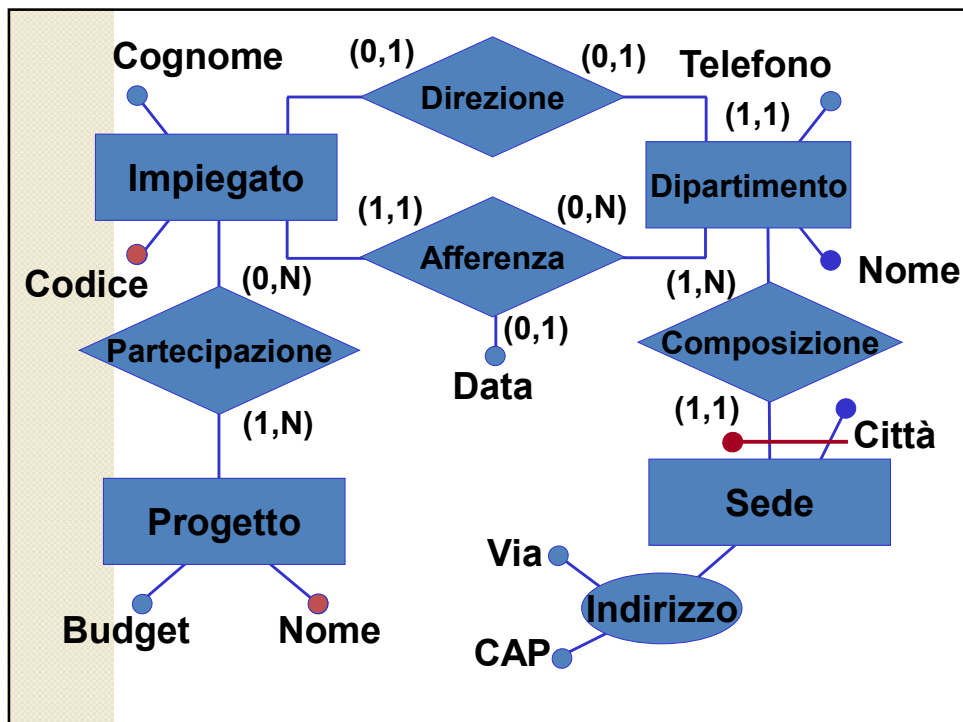 Cognome
(0,1)
(0,1)
Telefono
Direzione
(1,1)
Impiegato
Dipartimento
(1,1)
(0,N)
Afferenza
Codice
(0,N)
(1,N)
Nome
(0,1)
Partecipazione
Composizione
Data
(1,N)
(1,1)
Città
Progetto
Sede
Via
Indirizzo
Budget
Nome
CAP